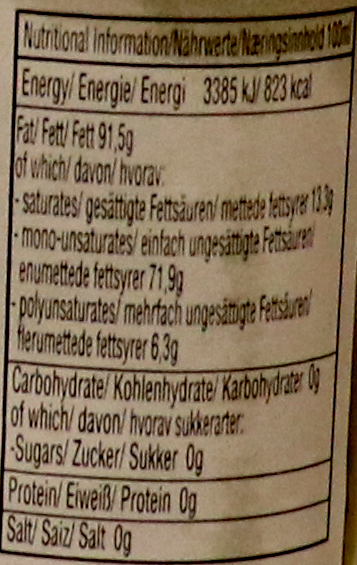 Nutritional Information/Nährwerte/Næringsinnhold 100ml
Energy/ Energie/ Energi 3385 kJ/ 823 kcal
Fat/ Fett/ Fett 91,5g
of which/ davon/ hvorav:
- saturates/ gesättigte Fettsäuren/ mettede fettsyrer 13,3g
- mono-unsaturates/ einfach ungesättigte Fettsäuren/
enumettede fettsyrer 71,9g
- polyunsaturates/ mehrfach ungesättigte Fettsäuren/
flerumettede fettsyrer 6,3g
Carbohydrate/ Kohlenhydrate/ Karbohydrater 0g
of which/ davon/ hvorav sukkerarter:
-Sugars/ Zucker/ Sukker 0g
Protein/ Eiweiß/ Protein 0g
Salt/ Salz/ Salt 0g